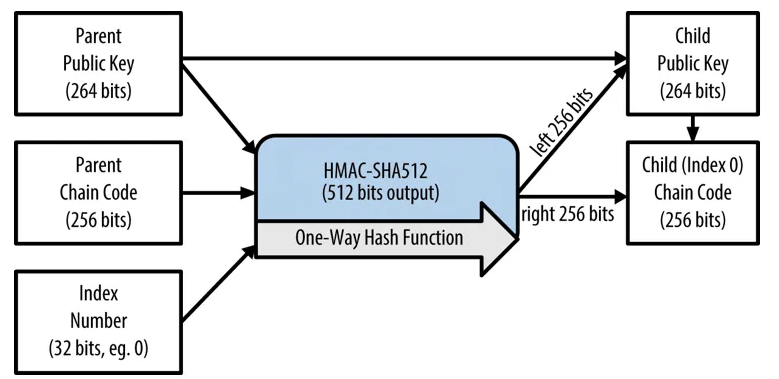 Parent
Public Key
(264 bits)
Child
Public Key
(264 bits)
left 256 bits
Parent
Chain Code
(256 bits)
HMAC-SHA512
(512 bits output)
One-Way Hash Function
right 256 bits
Child (Index 0)
Chain Code
(256 bits)
Index
Number
(32 bits, eg. 0)